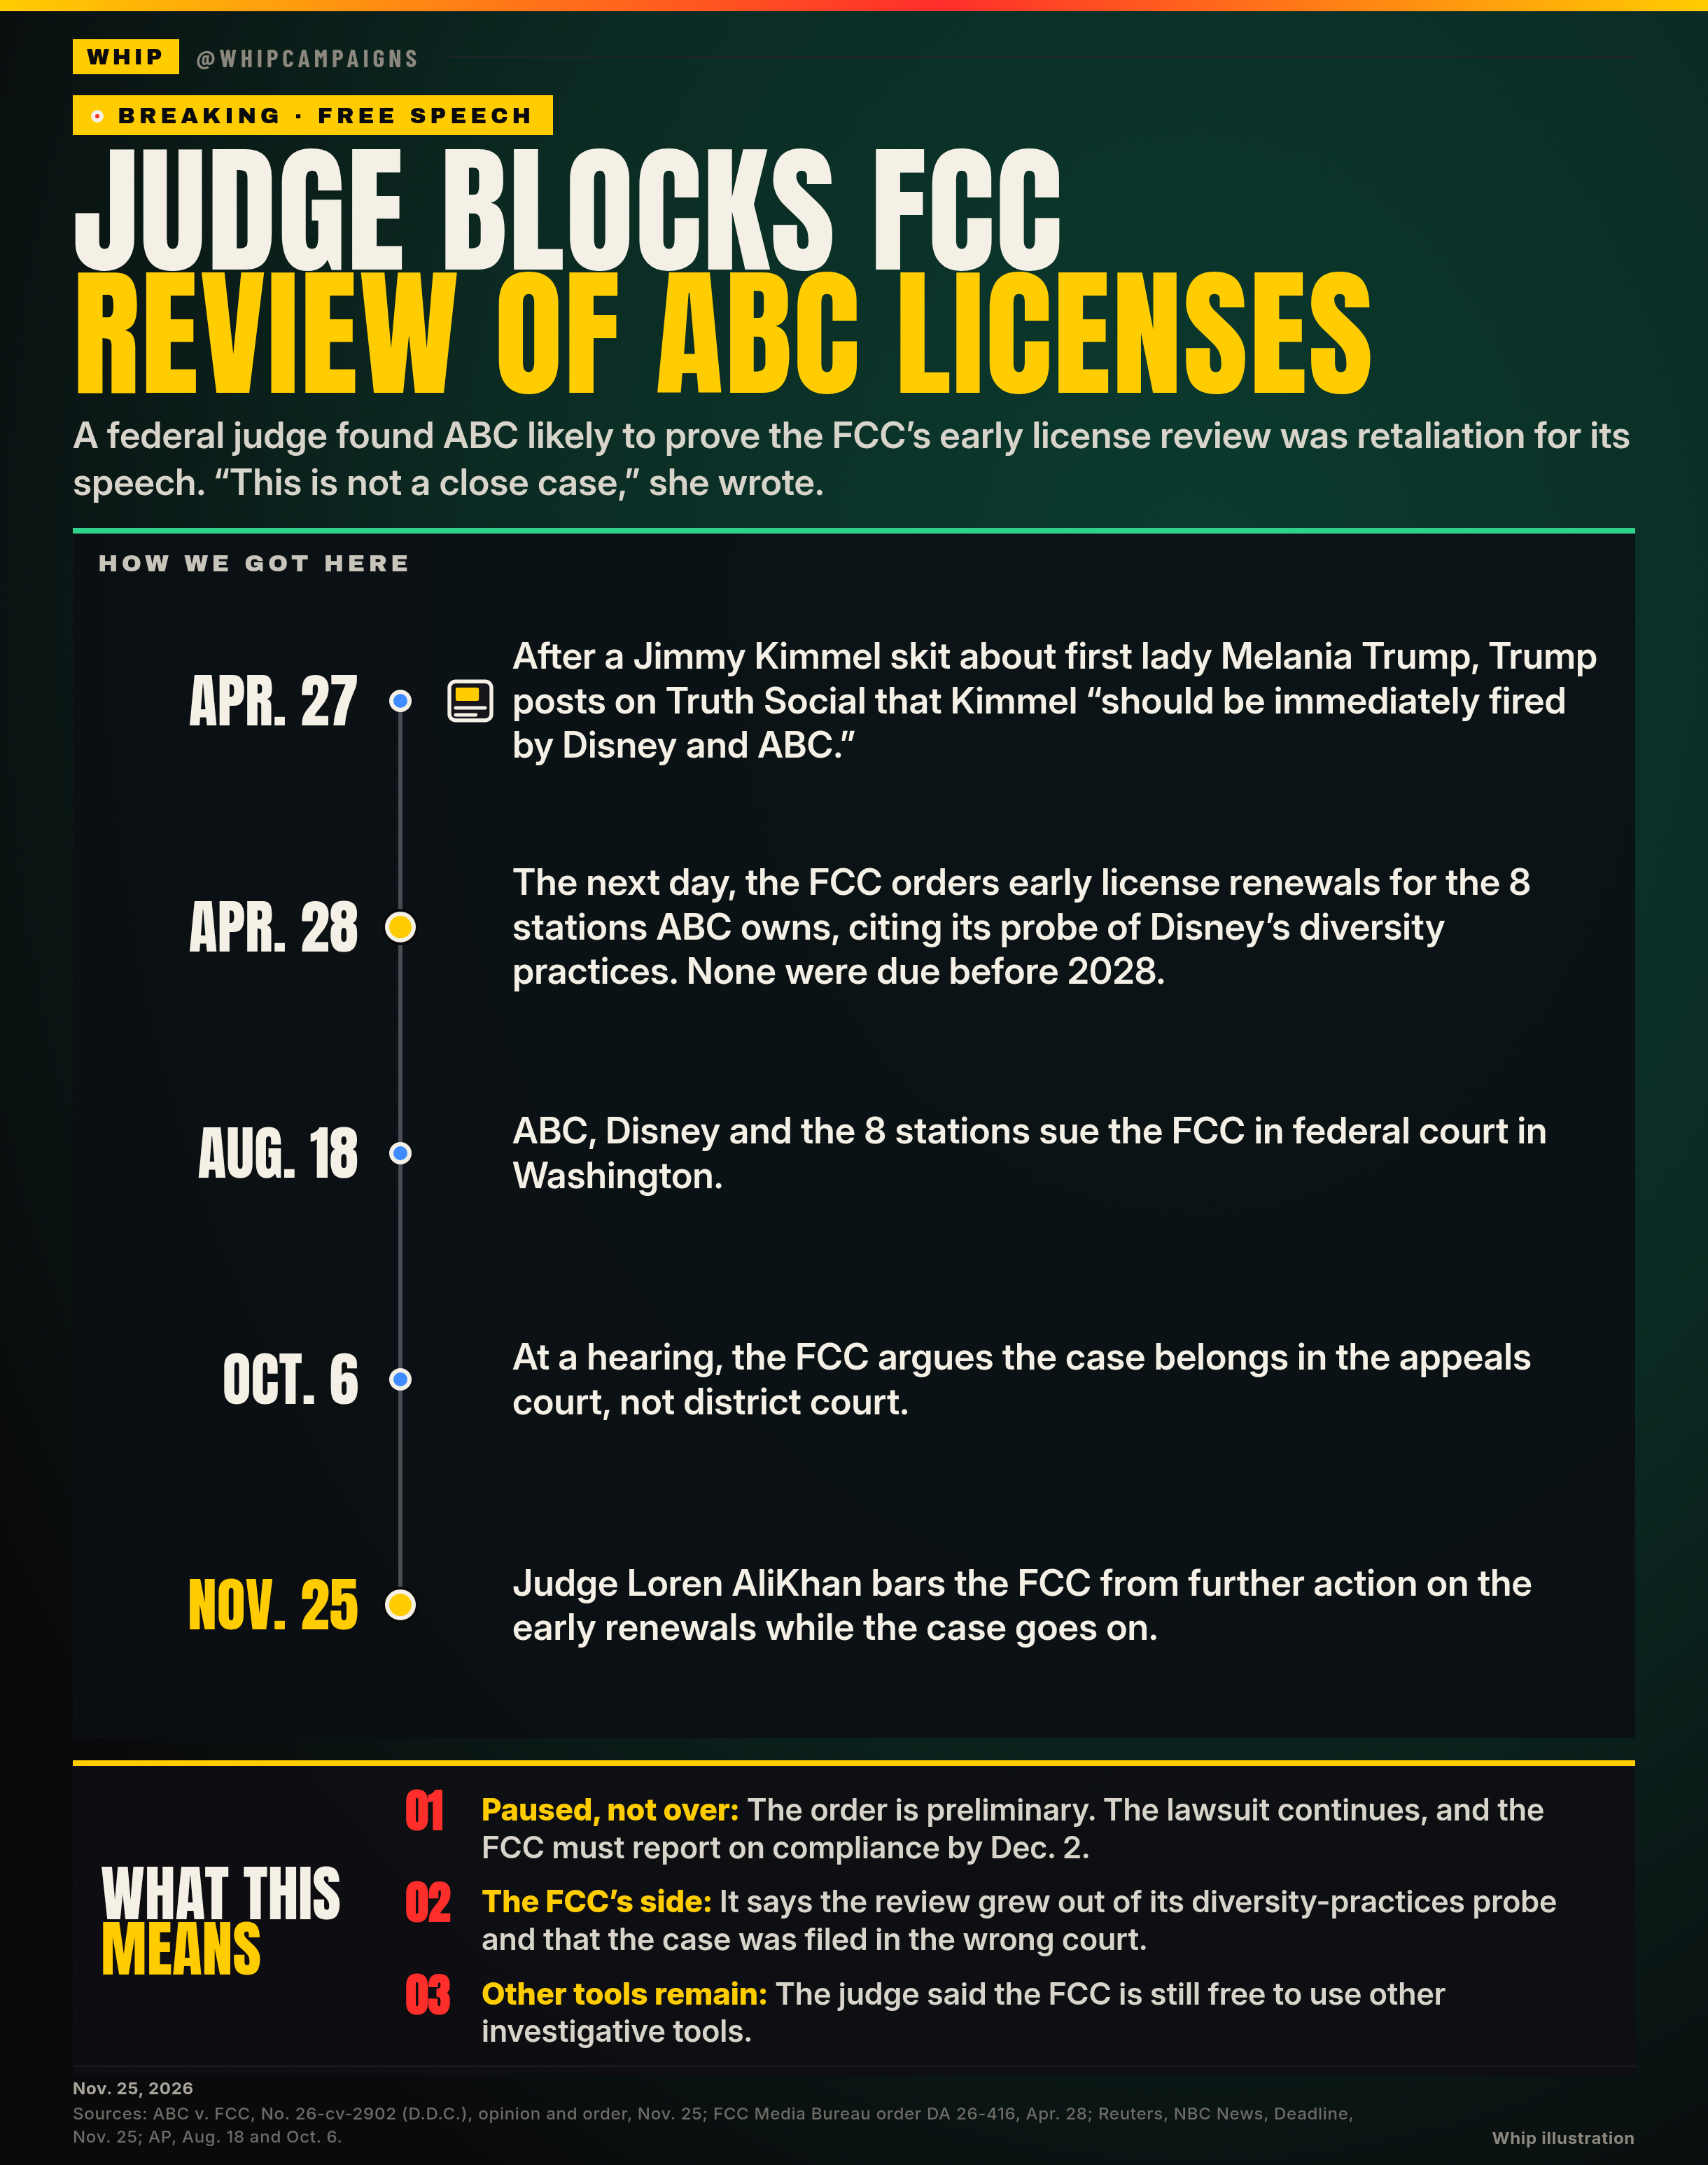 WHIP @WHIPCAMPAIGNS
BREAKING · FREE SPEECH
JUDGE BLOCKS FCC
REVIEW OF ABC LICENSES
A federal judge found ABC likely to prove the FCC’s early license review was retaliation for its
speech. “This is not a close case,” she wrote.
HOW WE GOT HERE
APR. 27
After a Jimmy Kimmel skit about first lady Melania Trump, Trump
posts on Truth Social that Kimmel “should be immediately fired
by Disney and ABC.”
APR. 28
The next day, the FCC orders early license renewals for the 8
stations ABC owns, citing its probe of Disney’s diversity
practices. None were due before 2028.
AUG. 18
ABC, Disney and the 8 stations sue the FCC in federal court in
Washington.
OCT. 6
At a hearing, the FCC argues the case belongs in the appeals
court, not district court.
NOV. 25
Judge Loren AliKhan bars the FCC from further action on the
early renewals while the case goes on.
WHAT THIS
MEANS
01
Paused, not over: The order is preliminary. The lawsuit continues, and the
FCC must report on compliance by Dec. 2.
02
The FCC’s side: It says the review grew out of its diversity-practices probe
and that the case was filed in the wrong court.
03
Other tools remain: The judge said the FCC is still free to use other
investigative tools.
Nov. 25, 2026
Sources: ABC v. FCC, No. 26-cv-2902 (D.D.C.), opinion and order, Nov. 25; FCC Media Bureau order DA 26-416, Apr. 28; Reuters, NBC News, Deadline,
Nov. 25; AP, Aug. 18 and Oct. 6.
Whip illustration